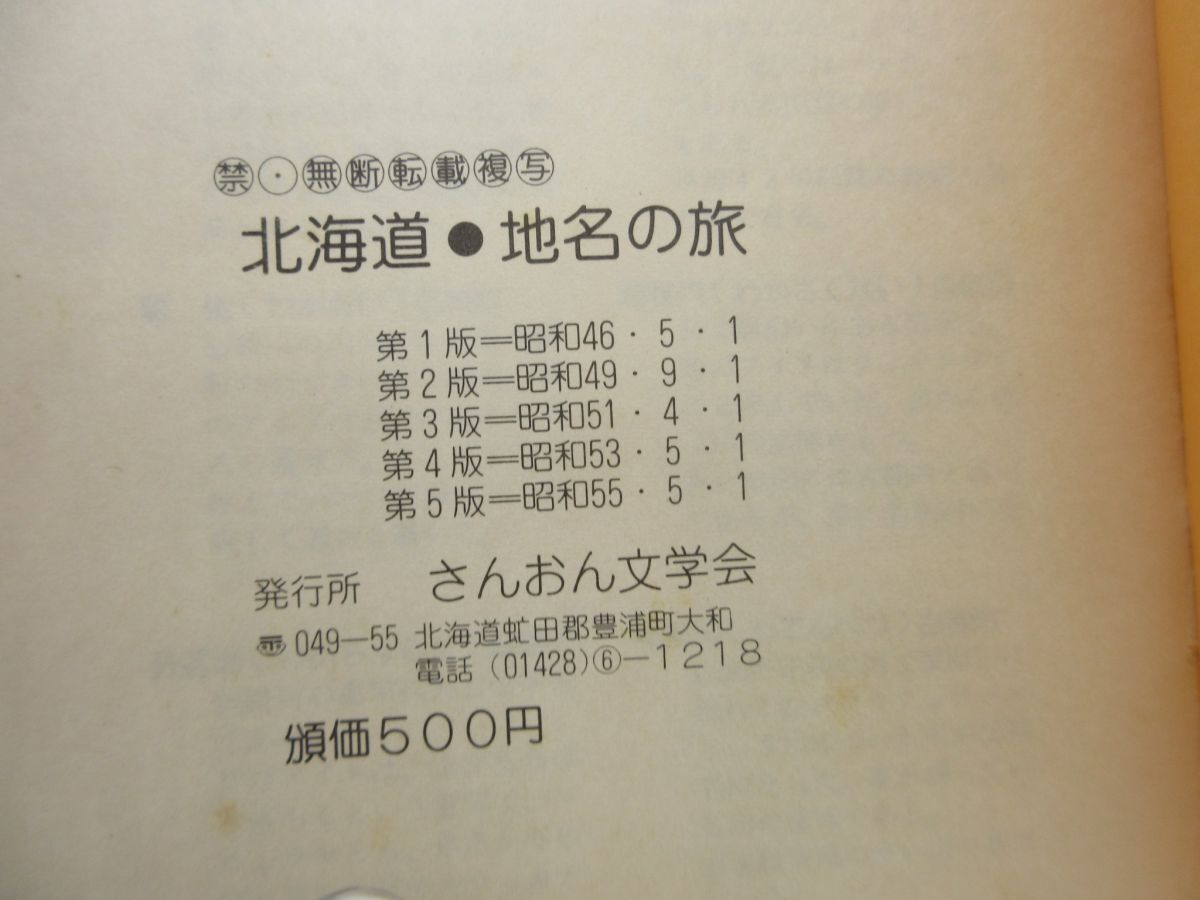 禁・無断転載複写
北海道●地名の旅
第1版＝昭和46・5・1
第2版＝昭和49・9・1
第3版＝昭和51・4・1
第4版＝昭和53・5・1
第5版＝昭和55・5・1
発行所 さんおん文学会
〠049—55 北海道虻田郡豊浦町大和
電話（01428）⑥—1218
頒価500円